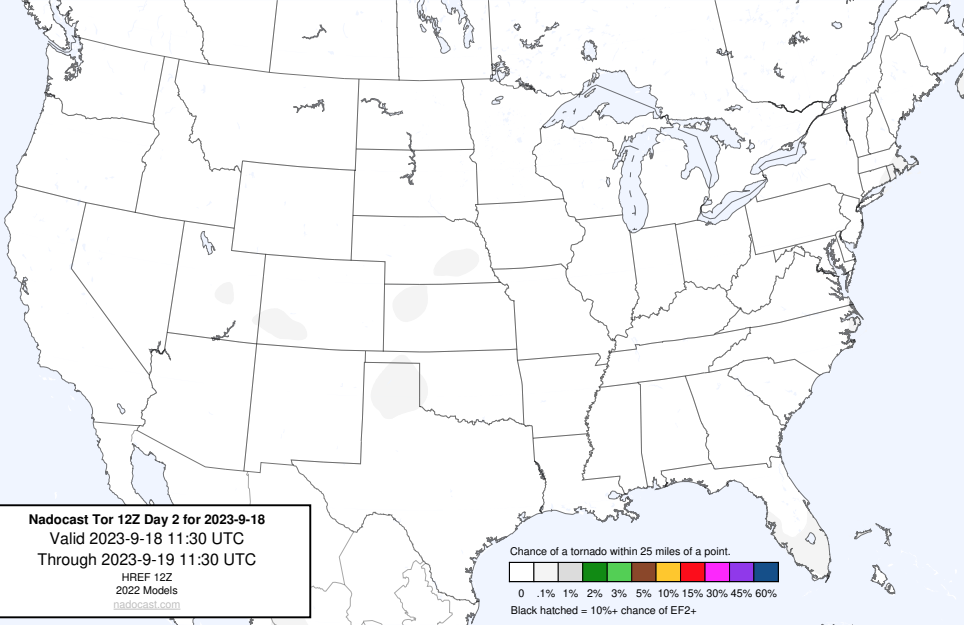 Nadocast Tor 12Z Day 2 for 2023-9-18
Valid 2023-9-18 11:30 UTC
Through 2023-9-19 11:30 UTC
HREF 12Z
2022 Models
nadocast.com
Chance of a tornado within 25 miles of a point.
0 .1% 1% 2% 3% 5% 10% 15% 30% 45% 60%
Black hatched = 10%+ chance of EF2+